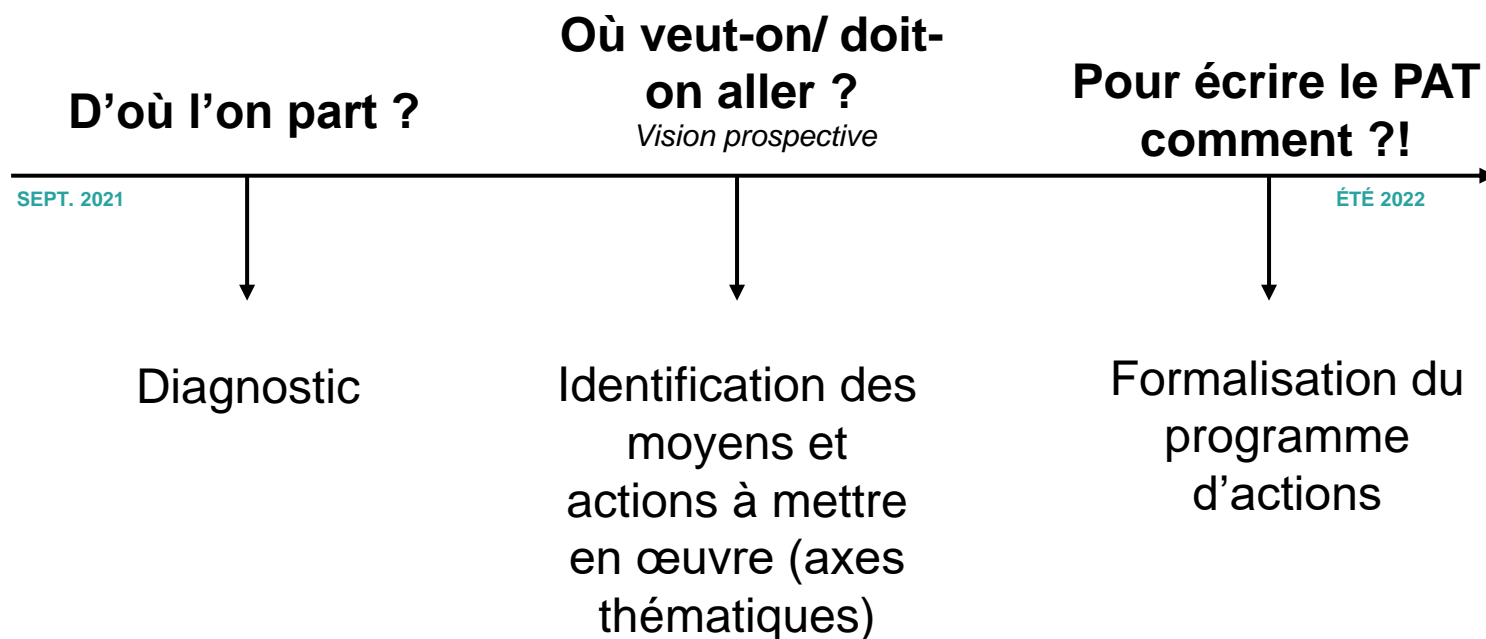 D’où l’on part ?
Où veut-on/ doit-
on aller ?
Vision prospective
Pour écrire le PAT
comment ?!
SEPT. 2021
ÉTÉ 2022
Diagnostic
Identification des
moyens et
actions à mettre
en œuvre (axes
thématiques)
Formalisation du
programme
d’actions